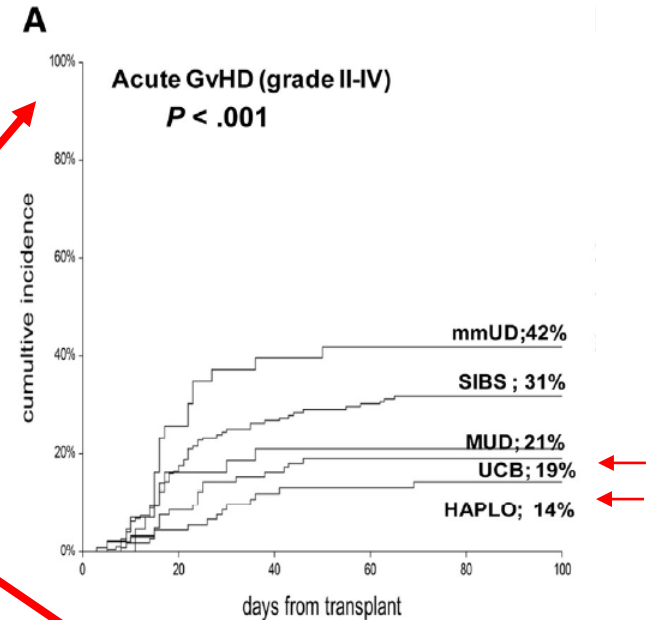 A
100%
Acute GvHD (grade II-IV)
P < .001
80%
60%
cumultive incidence
mmUD;42%
40%
SIBS ; 31%
MUD; 21%
20%
UCB; 19%
HAPLO; 14%
0%
0 20 40 60 80 100
days from transplant